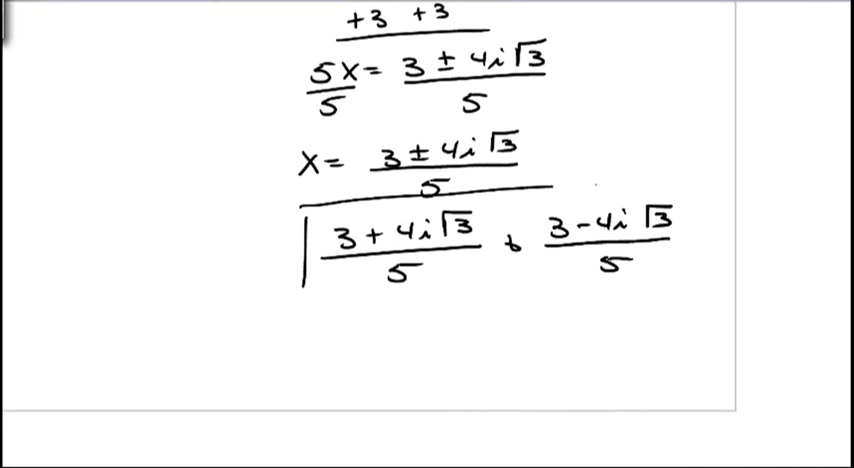 +3 +3
5x/5 = (3 ± 4i√3)/5
x = (3 ± 4i√3)/5
(3 + 4i√3)/5 , (3 - 4i√3)/5